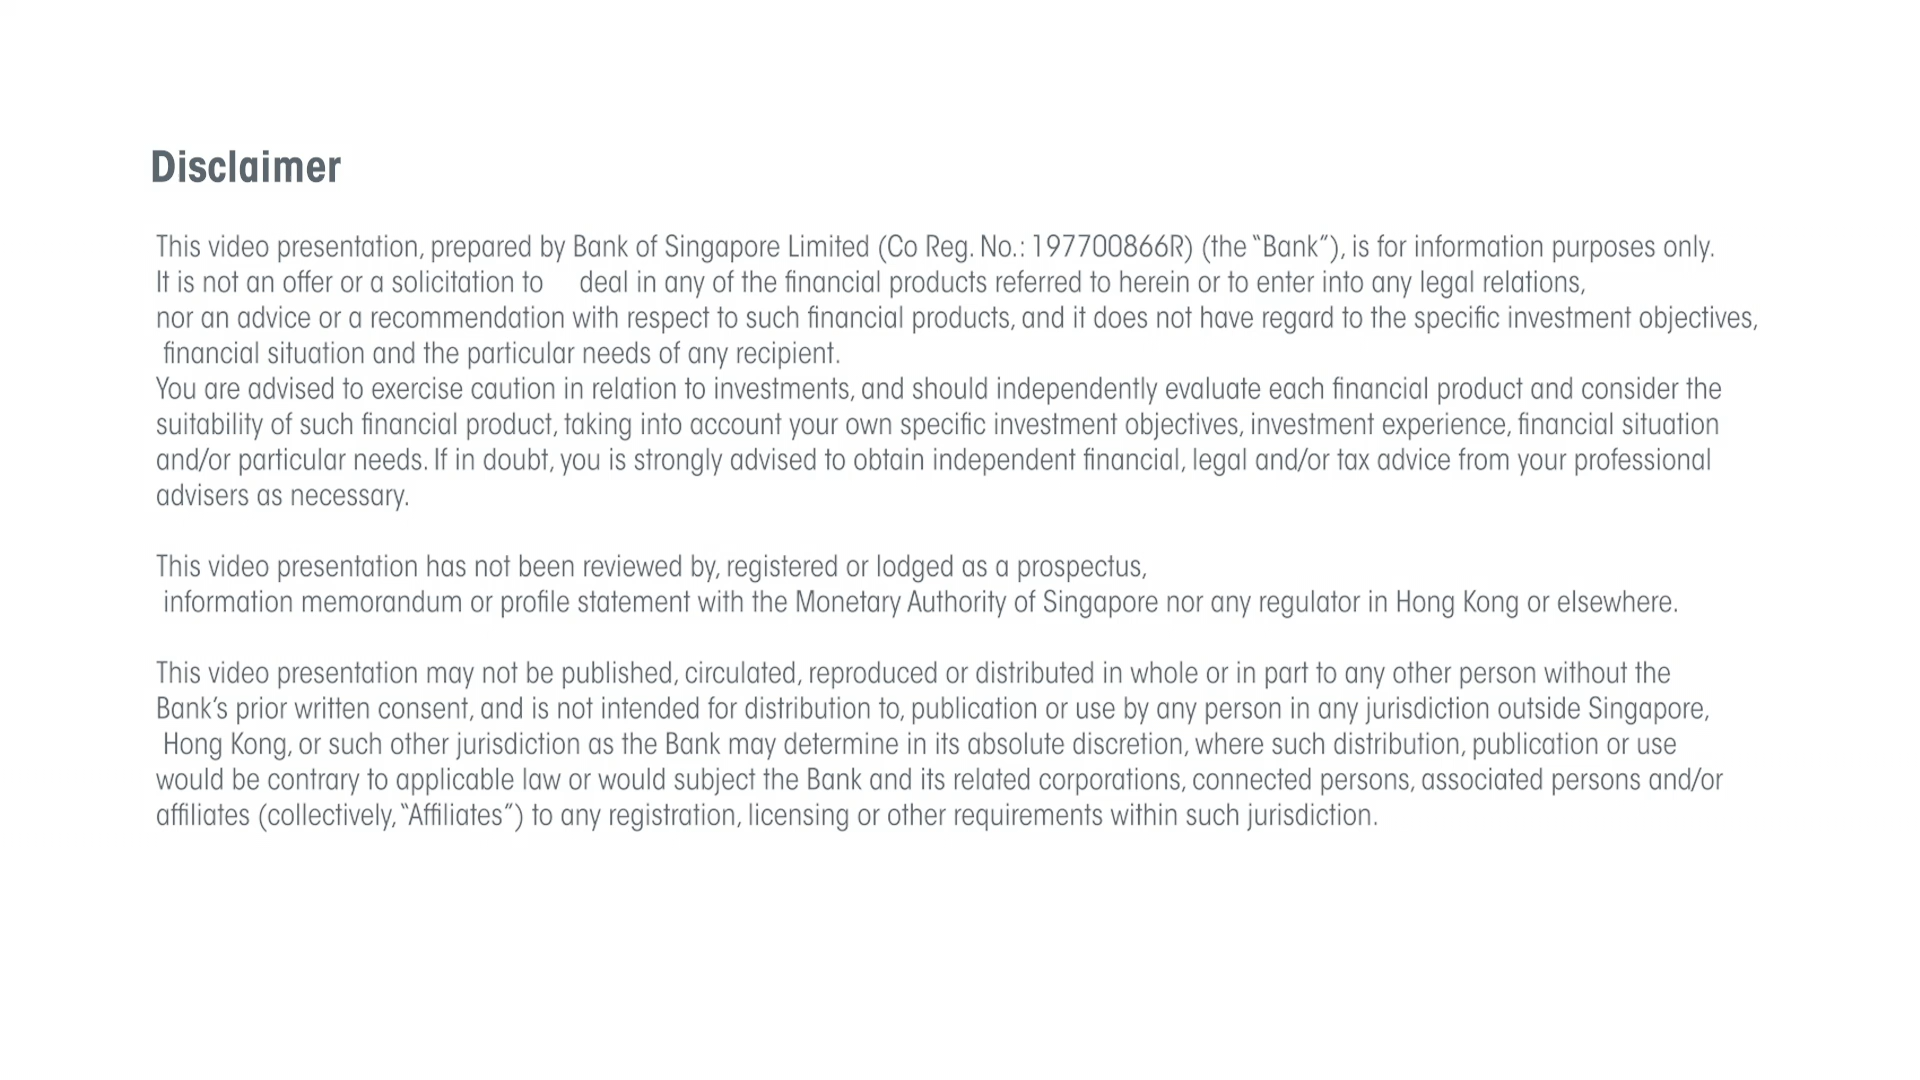 Disclaimer
This video presentation, prepared by Bank of Singapore Limited (Co Reg. No.: 197700866R) (the “Bank”), is for information purposes only.
It is not an offer or a solicitation to deal in any of the financial products referred to herein or to enter into any legal relations,
nor an advice or a recommendation with respect to such financial products, and it does not have regard to the specific investment objectives,
financial situation and the particular needs of any recipient.
You are advised to exercise caution in relation to investments, and should independently evaluate each financial product and consider the
suitability of such financial product, taking into account your own specific investment objectives, investment experience, financial situation
and/or particular needs. If in doubt, you is strongly advised to obtain independent financial, legal and/or tax advice from your professional
advisers as necessary.
This video presentation has not been reviewed by, registered or lodged as a prospectus,
information memorandum or profile statement with the Monetary Authority of Singapore nor any regulator in Hong Kong or elsewhere.
This video presentation may not be published, circulated, reproduced or distributed in whole or in part to any other person without the
Bank’s prior written consent, and is not intended for distribution to, publication or use by any person in any jurisdiction outside Singapore,
Hong Kong, or such other jurisdiction as the Bank may determine in its absolute discretion, where such distribution, publication or use
would be contrary to applicable law or would subject the Bank and its related corporations, connected persons, associated persons and/or
affiliates (collectively, “Affiliates”) to any registration, licensing or other requirements within such jurisdiction.